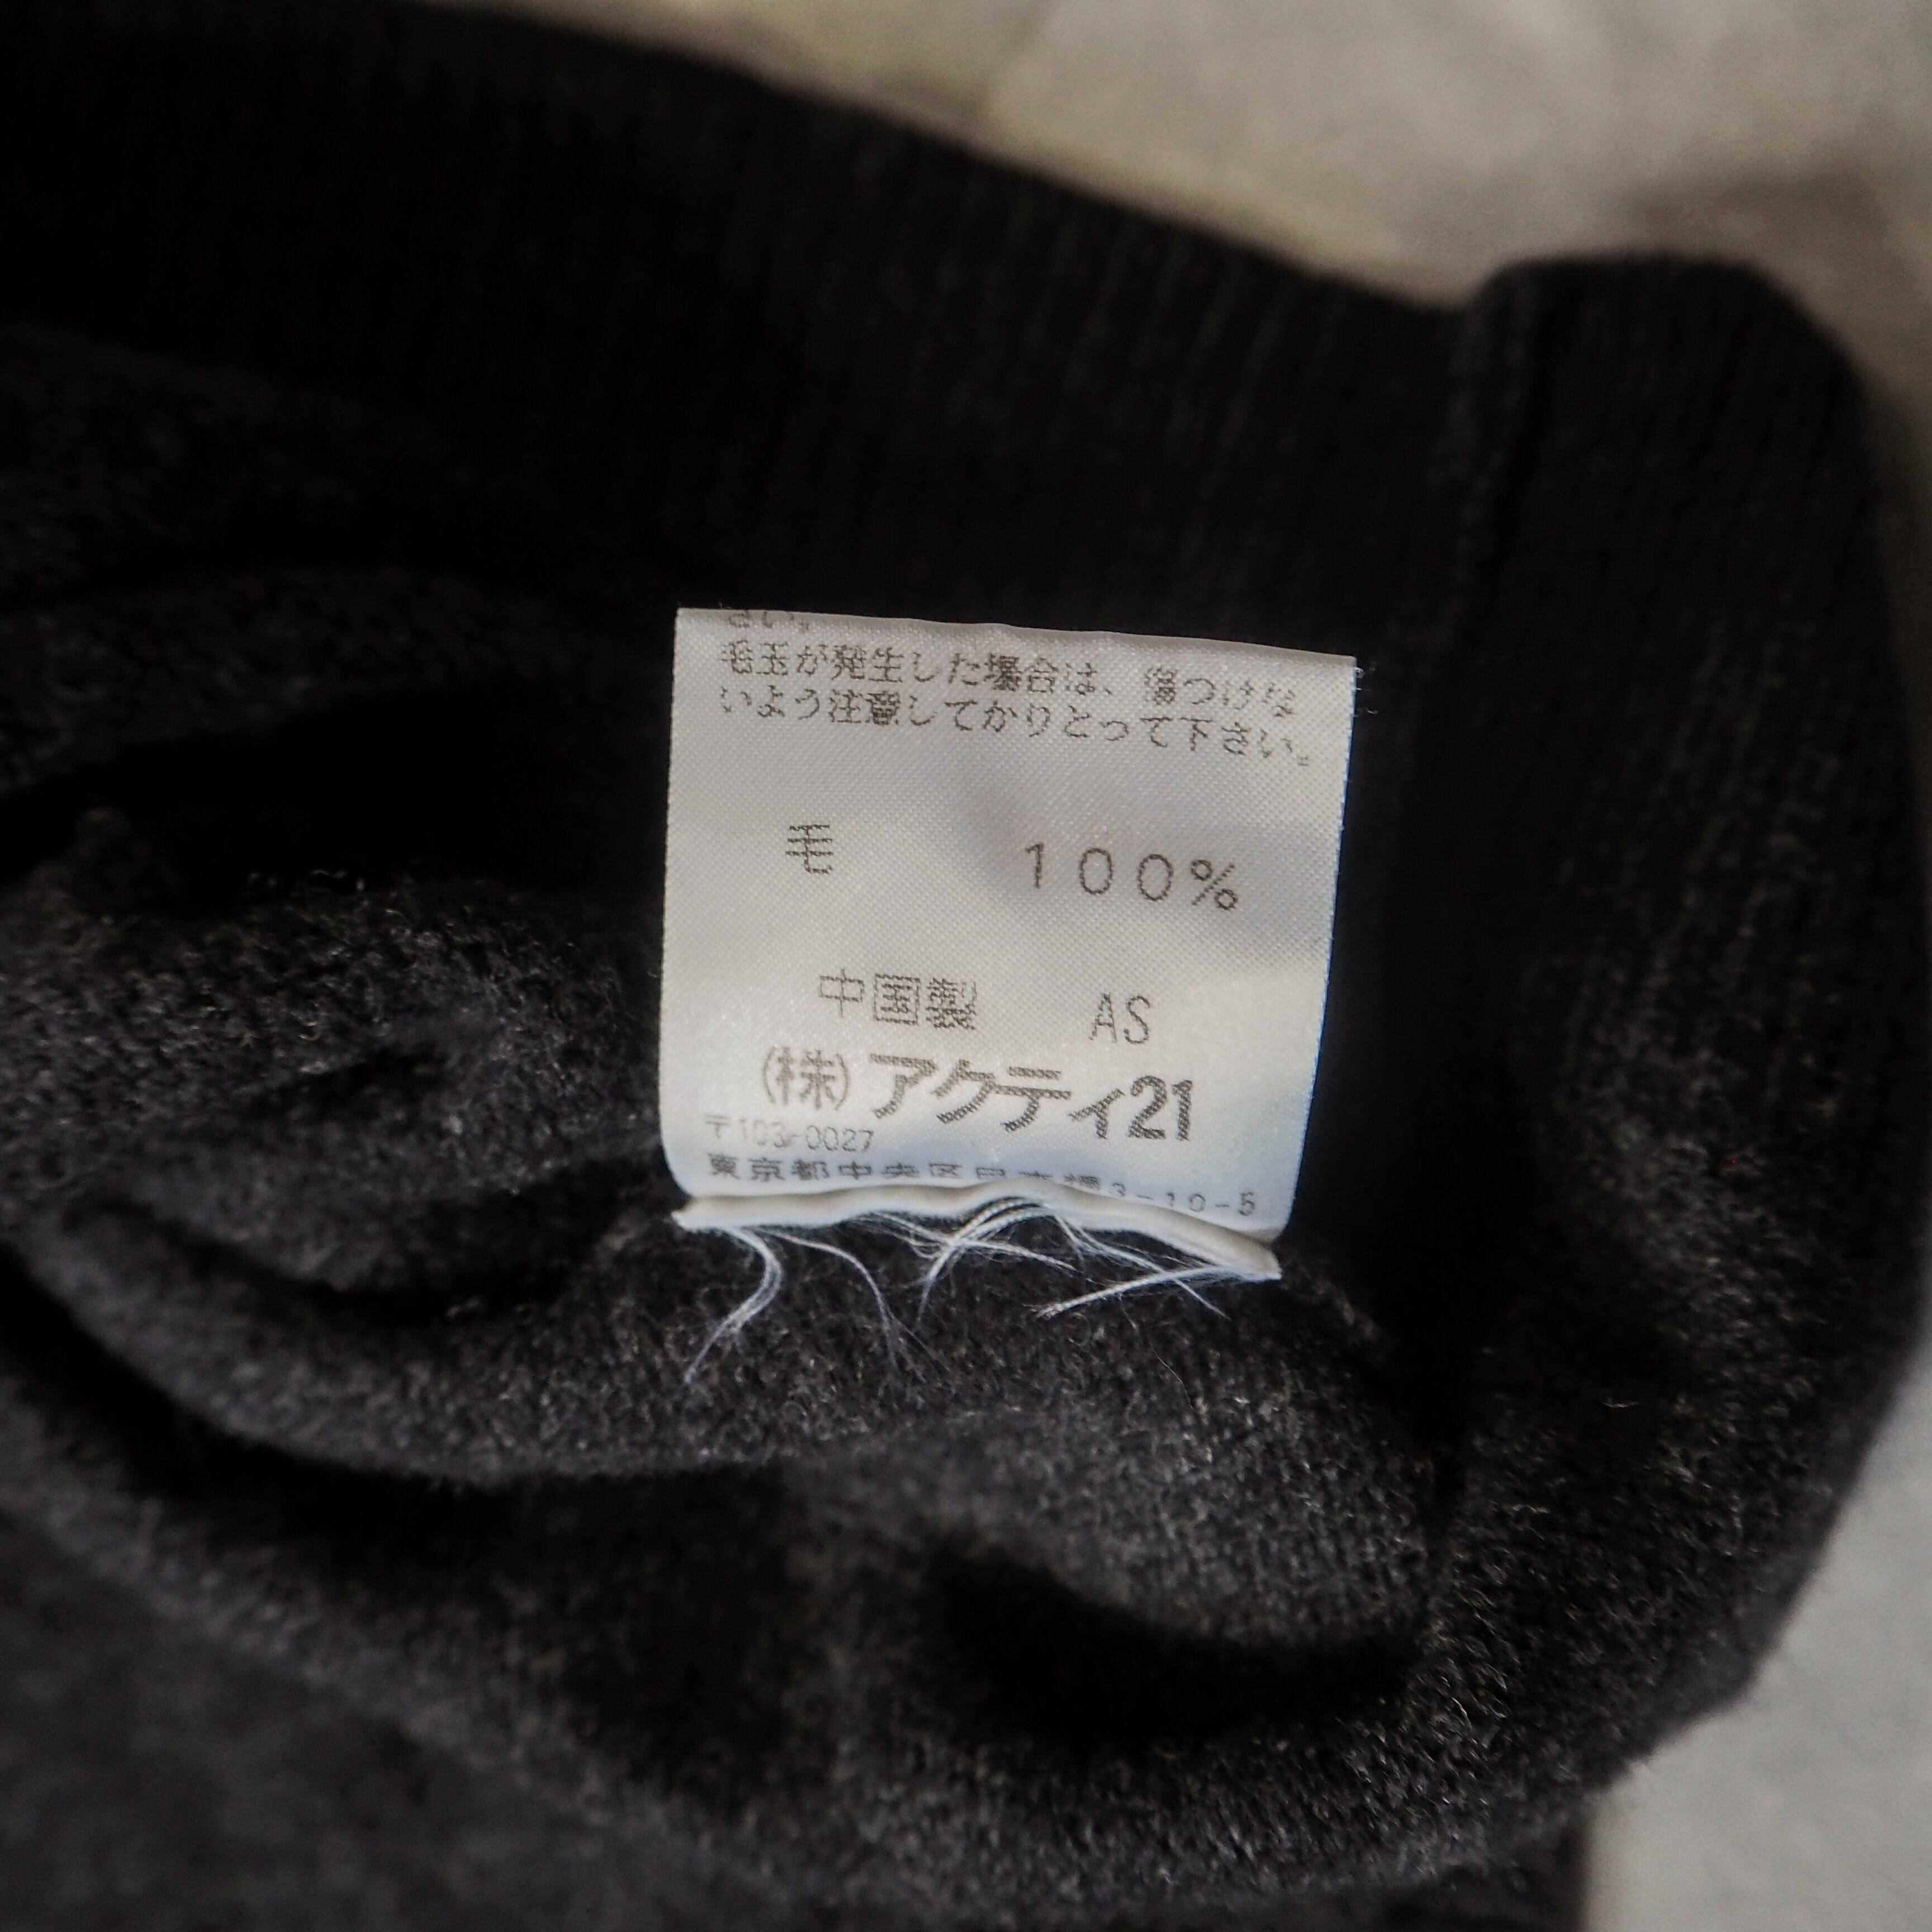 さい。
毛玉が発生した場合は、傷つけな
いよう注意してかりとって下さい。
毛 100%
中国製 AS
(株)アクティ21
〒103-0027
東京都中央区日本橋3-10-5